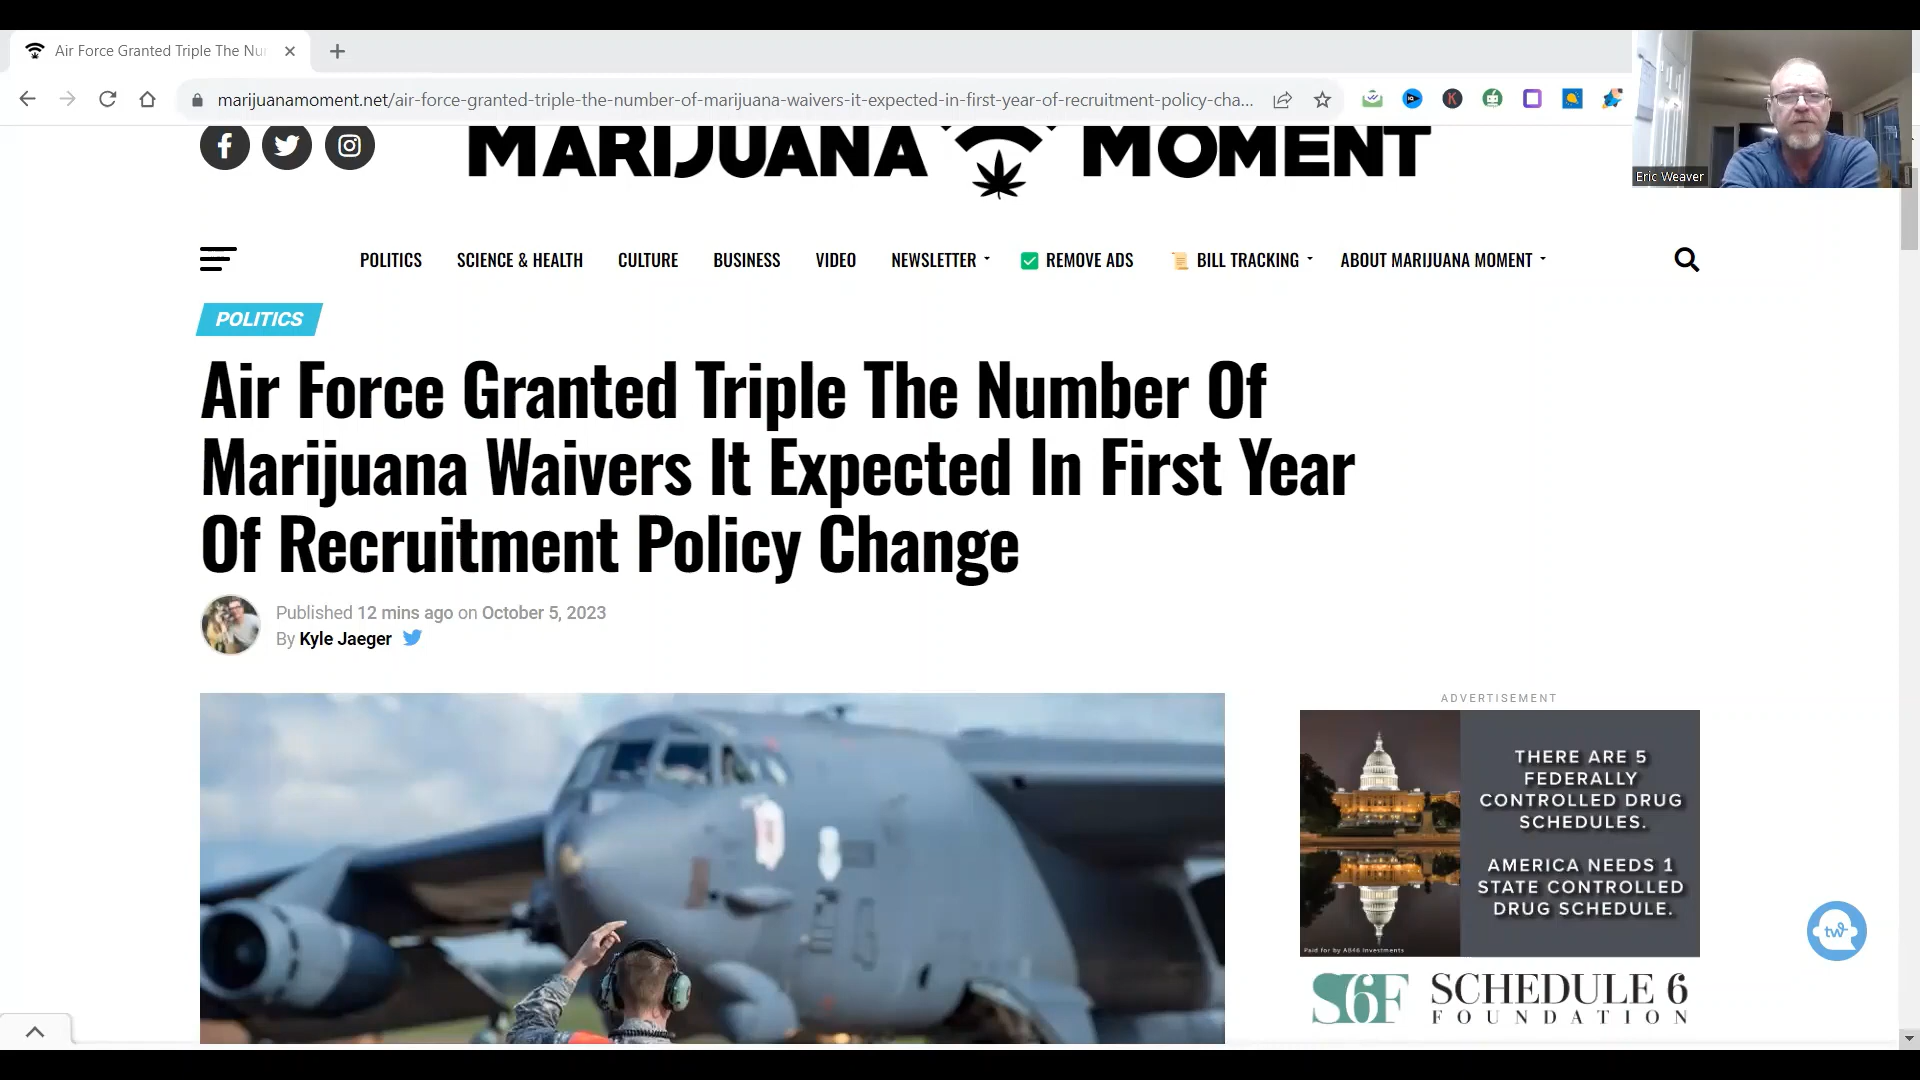 Air Force Granted Triple The Nu
marijuanamoment.net/air-force-granted-triple-the-number-of-marijuana-waivers-it-expected-in-first-year-of-recruitment-policy-cha...
Eric Weaver
MARIJUANA MOMENT
POLITICS SCIENCE & HEALTH CULTURE BUSINESS VIDEO NEWSLETTER REMOVE ADS BILL TRACKING ABOUT MARIJUANA MOMENT
POLITICS
Air Force Granted Triple The Number Of
Marijuana Waivers It Expected In First Year
Of Recruitment Policy Change
Published 12 mins ago on October 5, 2023
By Kyle Jaeger
ADVERTISEMENT
THERE ARE 5
FEDERALLY
CONTROLLED DRUG
SCHEDULES.
AMERICA NEEDS 1
STATE CONTROLLED
DRUG SCHEDULE.
Paid for by A846 Investments
S6F SCHEDULE 6
FOUNDATION
tw